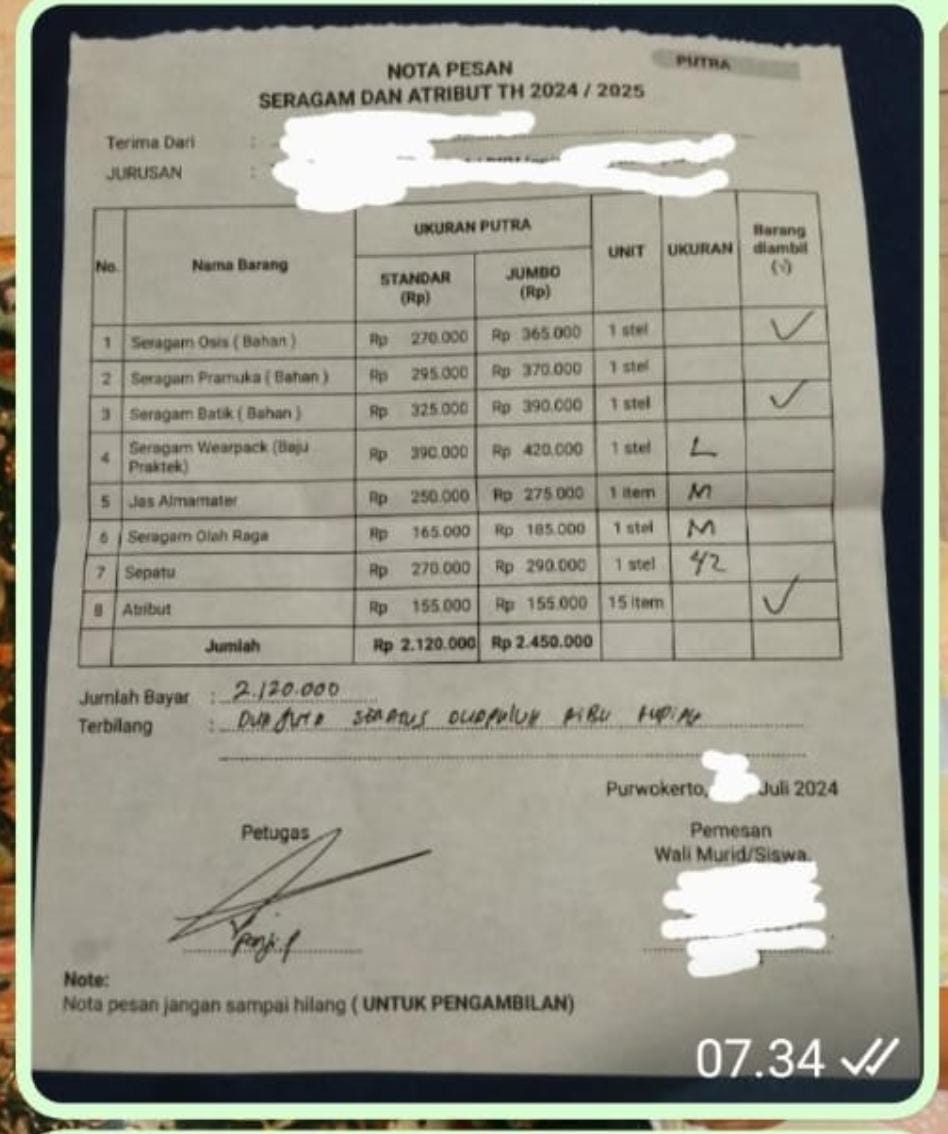 PUTRA
NOTA PESAN
SERAGAM DAN ATRIBUT TH 2024 / 2025
Terima Dari :
JURUSAN :
No. Nama Barang UKURAN PUTRA UNIT UKURAN Barang diambil (√)
STANDAR (Rp) JUMBO (Rp)
1 Seragam Osis ( Bahan ) Rp 270.000 Rp 365.000 1 stel ✓
2 Seragam Pramuka ( Bahan ) Rp 295.000 Rp 370.000 1 stel
3 Seragam Batik ( Bahan ) Rp 325.000 Rp 390.000 1 stel ✓
4 Seragam Wearpack (Baju Praktek) Rp 390.000 Rp 420.000 1 stel L
5 Jas Almamater Rp 250.000 Rp 275.000 1 item M
6 Seragam Olah Raga Rp 165.000 Rp 185.000 1 stel M
7 Sepatu Rp 270.000 Rp 290.000 1 stel 42
8 Atribut Rp 155.000 Rp 155.000 15 item ✓
Jumlah Rp 2.120.000 Rp 2.450.000
Jumlah Bayar : 2.120.000
Terbilang : DUA JUTA SERATUS DUAPULUH RIBU RUPIAH
Purwokerto, Juli 2024
Petugas
Pemesan
Wali Murid/Siswa.
Note:
Nota pesan jangan sampai hilang ( UNTUK PENGAMBILAN)
07.34